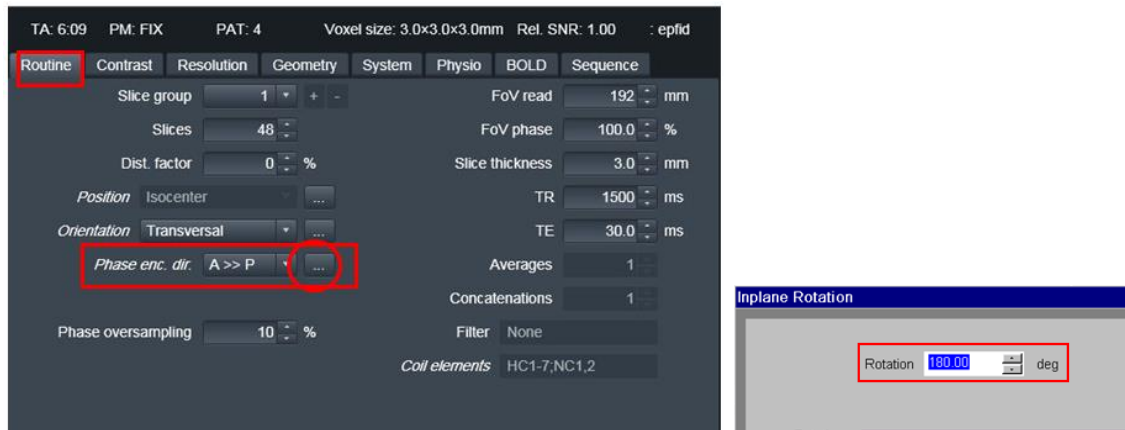 TA: 6:09 PM: FIX PAT: 4 Voxel size: 3.0×3.0×3.0mm Rel. SNR: 1.00 : epfid
Routine Contrast Resolution Geometry System Physio BOLD Sequence
Slice group 1 + - FoV read 192 mm
Slices 48 FoV phase 100.0 %
Dist. factor 0 % Slice thickness 3.0 mm
Position Isocenter ... TR 1500 ms
Orientation Transversal ... TE 30.0 ms
Phase enc. dir. A >> P ... Averages 1
Concatenations 1
Phase oversampling 10 % Filter None
Coil elements HC1-7;NC1,2
Inplane Rotation
Rotation 180.00 deg